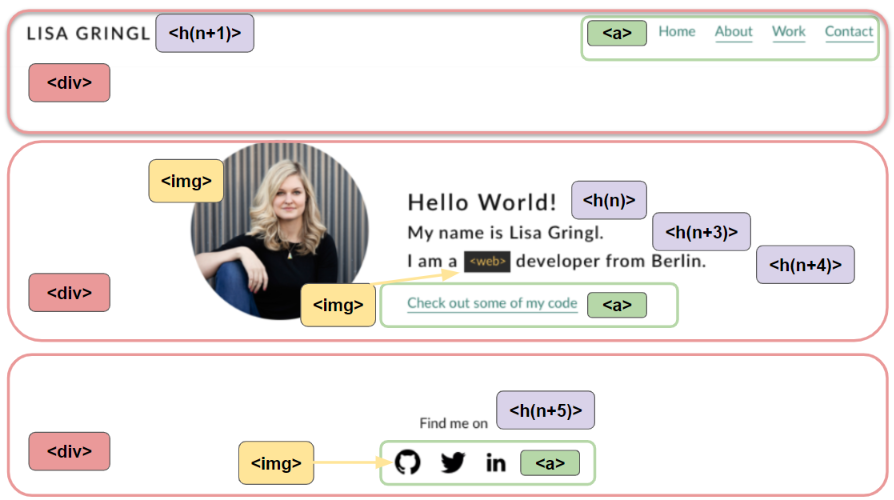 LISA GRINGL <h(n+1)> <a> Home About Work Contact
<div>
<img>
Hello World! <h(n)>
My name is Lisa Gringl. <h(n+3)>
I am a <web> developer from Berlin. <h(n+4)>
<div>
<img>
Check out some of my code <a>
<h(n+5)>
Find me on
<div>
<img> in <a>